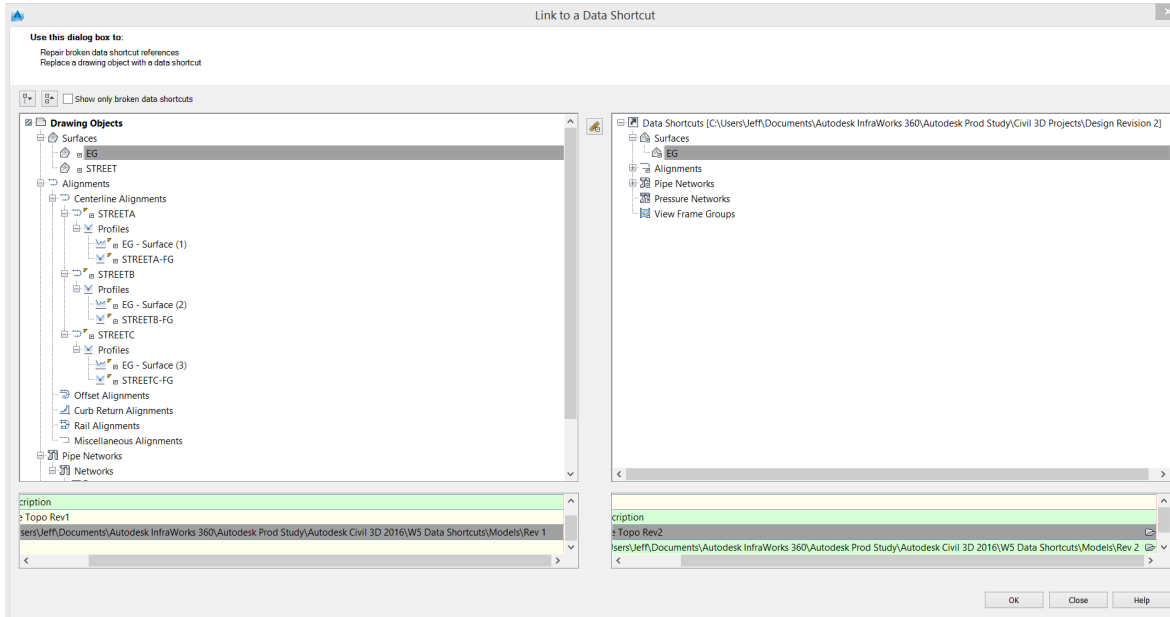 Link to a Data Shortcut
Use this dialog box to:
Repair broken data shortcut references
Replace a drawing object with a data shortcut
Show only broken data shortcuts
Drawing Objects
Surfaces
EG
STREET
Alignments
Centerline Alignments
STREETA
Profiles
EG - Surface (1)
STREETA-FG
STREETB
Profiles
EG - Surface (2)
STREETB-FG
STREETC
Profiles
EG - Surface (3)
STREETC-FG
Offset Alignments
Curb Return Alignments
Rail Alignments
Miscellaneous Alignments
Pipe Networks
Networks
Data Shortcuts [C:\Users\Jeff\Documents\Autodesk InfraWorks 360\Autodesk Prod Study\Civil 3D Projects\Design Revision 2]
Surfaces
EG
Alignments
Pipe Networks
Pressure Networks
View Frame Groups
cription
Topo Rev1
sers\Jeff\Documents\Autodesk InfraWorks 360\Autodesk Prod Study\Autodesk Civil 3D 2016\W5 Data Shortcuts\Models\Rev 1
cription
Topo Rev2
sers\Jeff\Documents\Autodesk InfraWorks 360\Autodesk Prod Study\Autodesk Civil 3D 2016\W5 Data Shortcuts\Models\Rev 2
OK
Close
Help